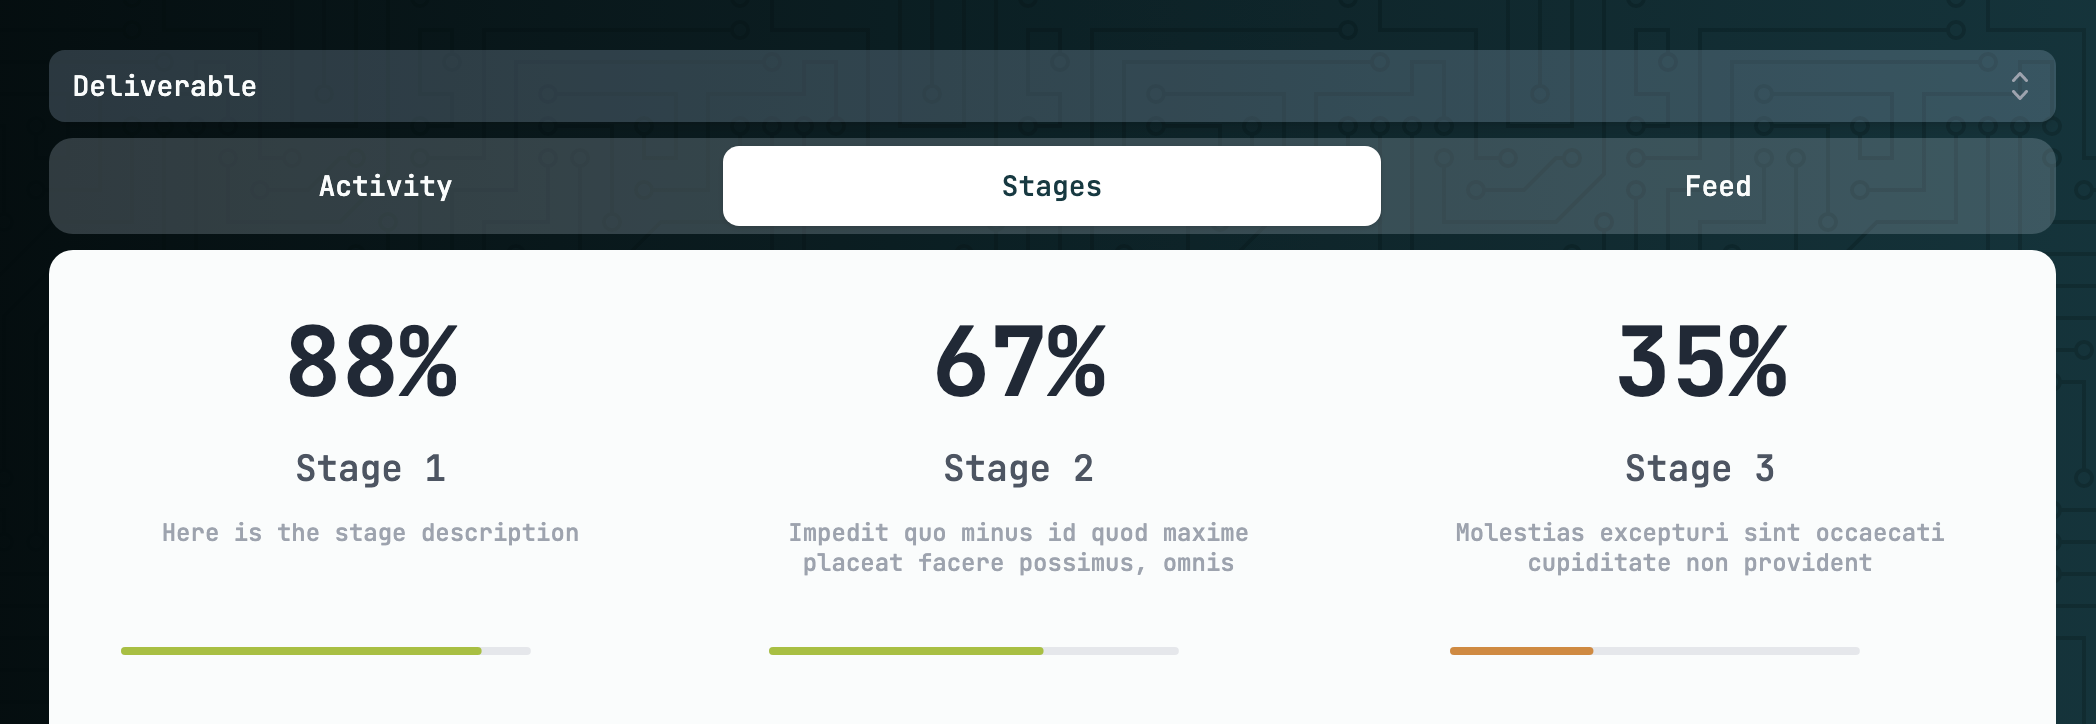 Deliverable
Activity
Stages
Feed
88%
67%
35%
Stage 1
Stage 2
Stage 3
Here is the stage description
Impedit quo minus id quod maxime
placeat facere possimus, omnis
Molestias excepturi sint occaecati
cupiditate non provident